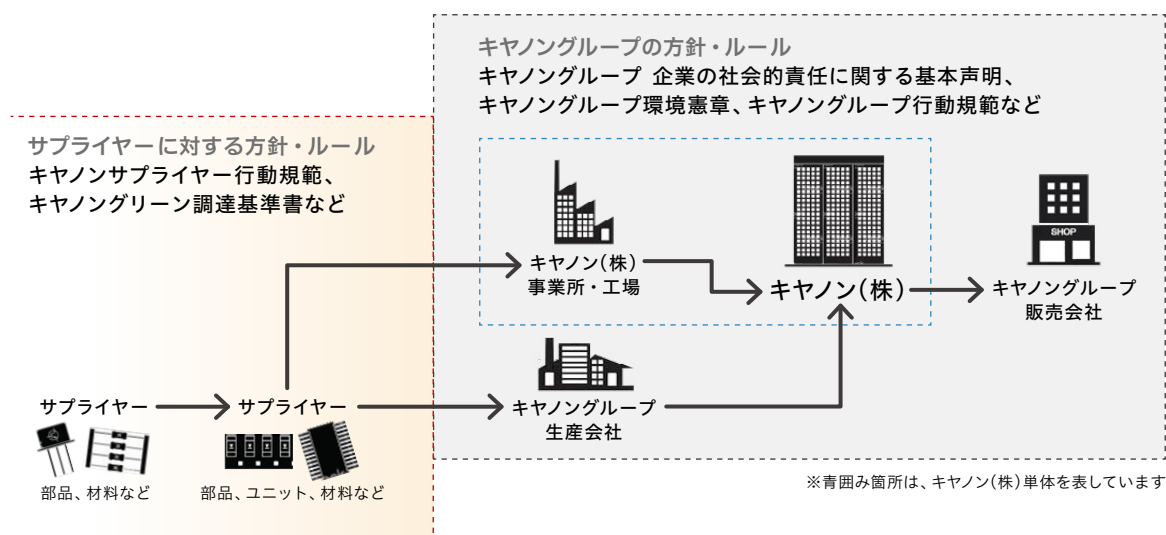 キヤノングループの方針・ルール
キヤノングループ 企業の社会的責任に関する基本声明、
キヤノングループ環境憲章、キヤノングループ行動規範など
サプライヤーに対する方針・ルール
キヤノンサプライヤー行動規範、
キヤノングリーン調達基準書など
キヤノン(株)
事業所・工場
キヤノン(株)
SHOP
キヤノングループ
販売会社
サプライヤー
部品、材料など
サプライヤー
部品、ユニット、材料など
キヤノングループ
生産会社
※青囲み箇所は、キヤノン(株)単体を表しています